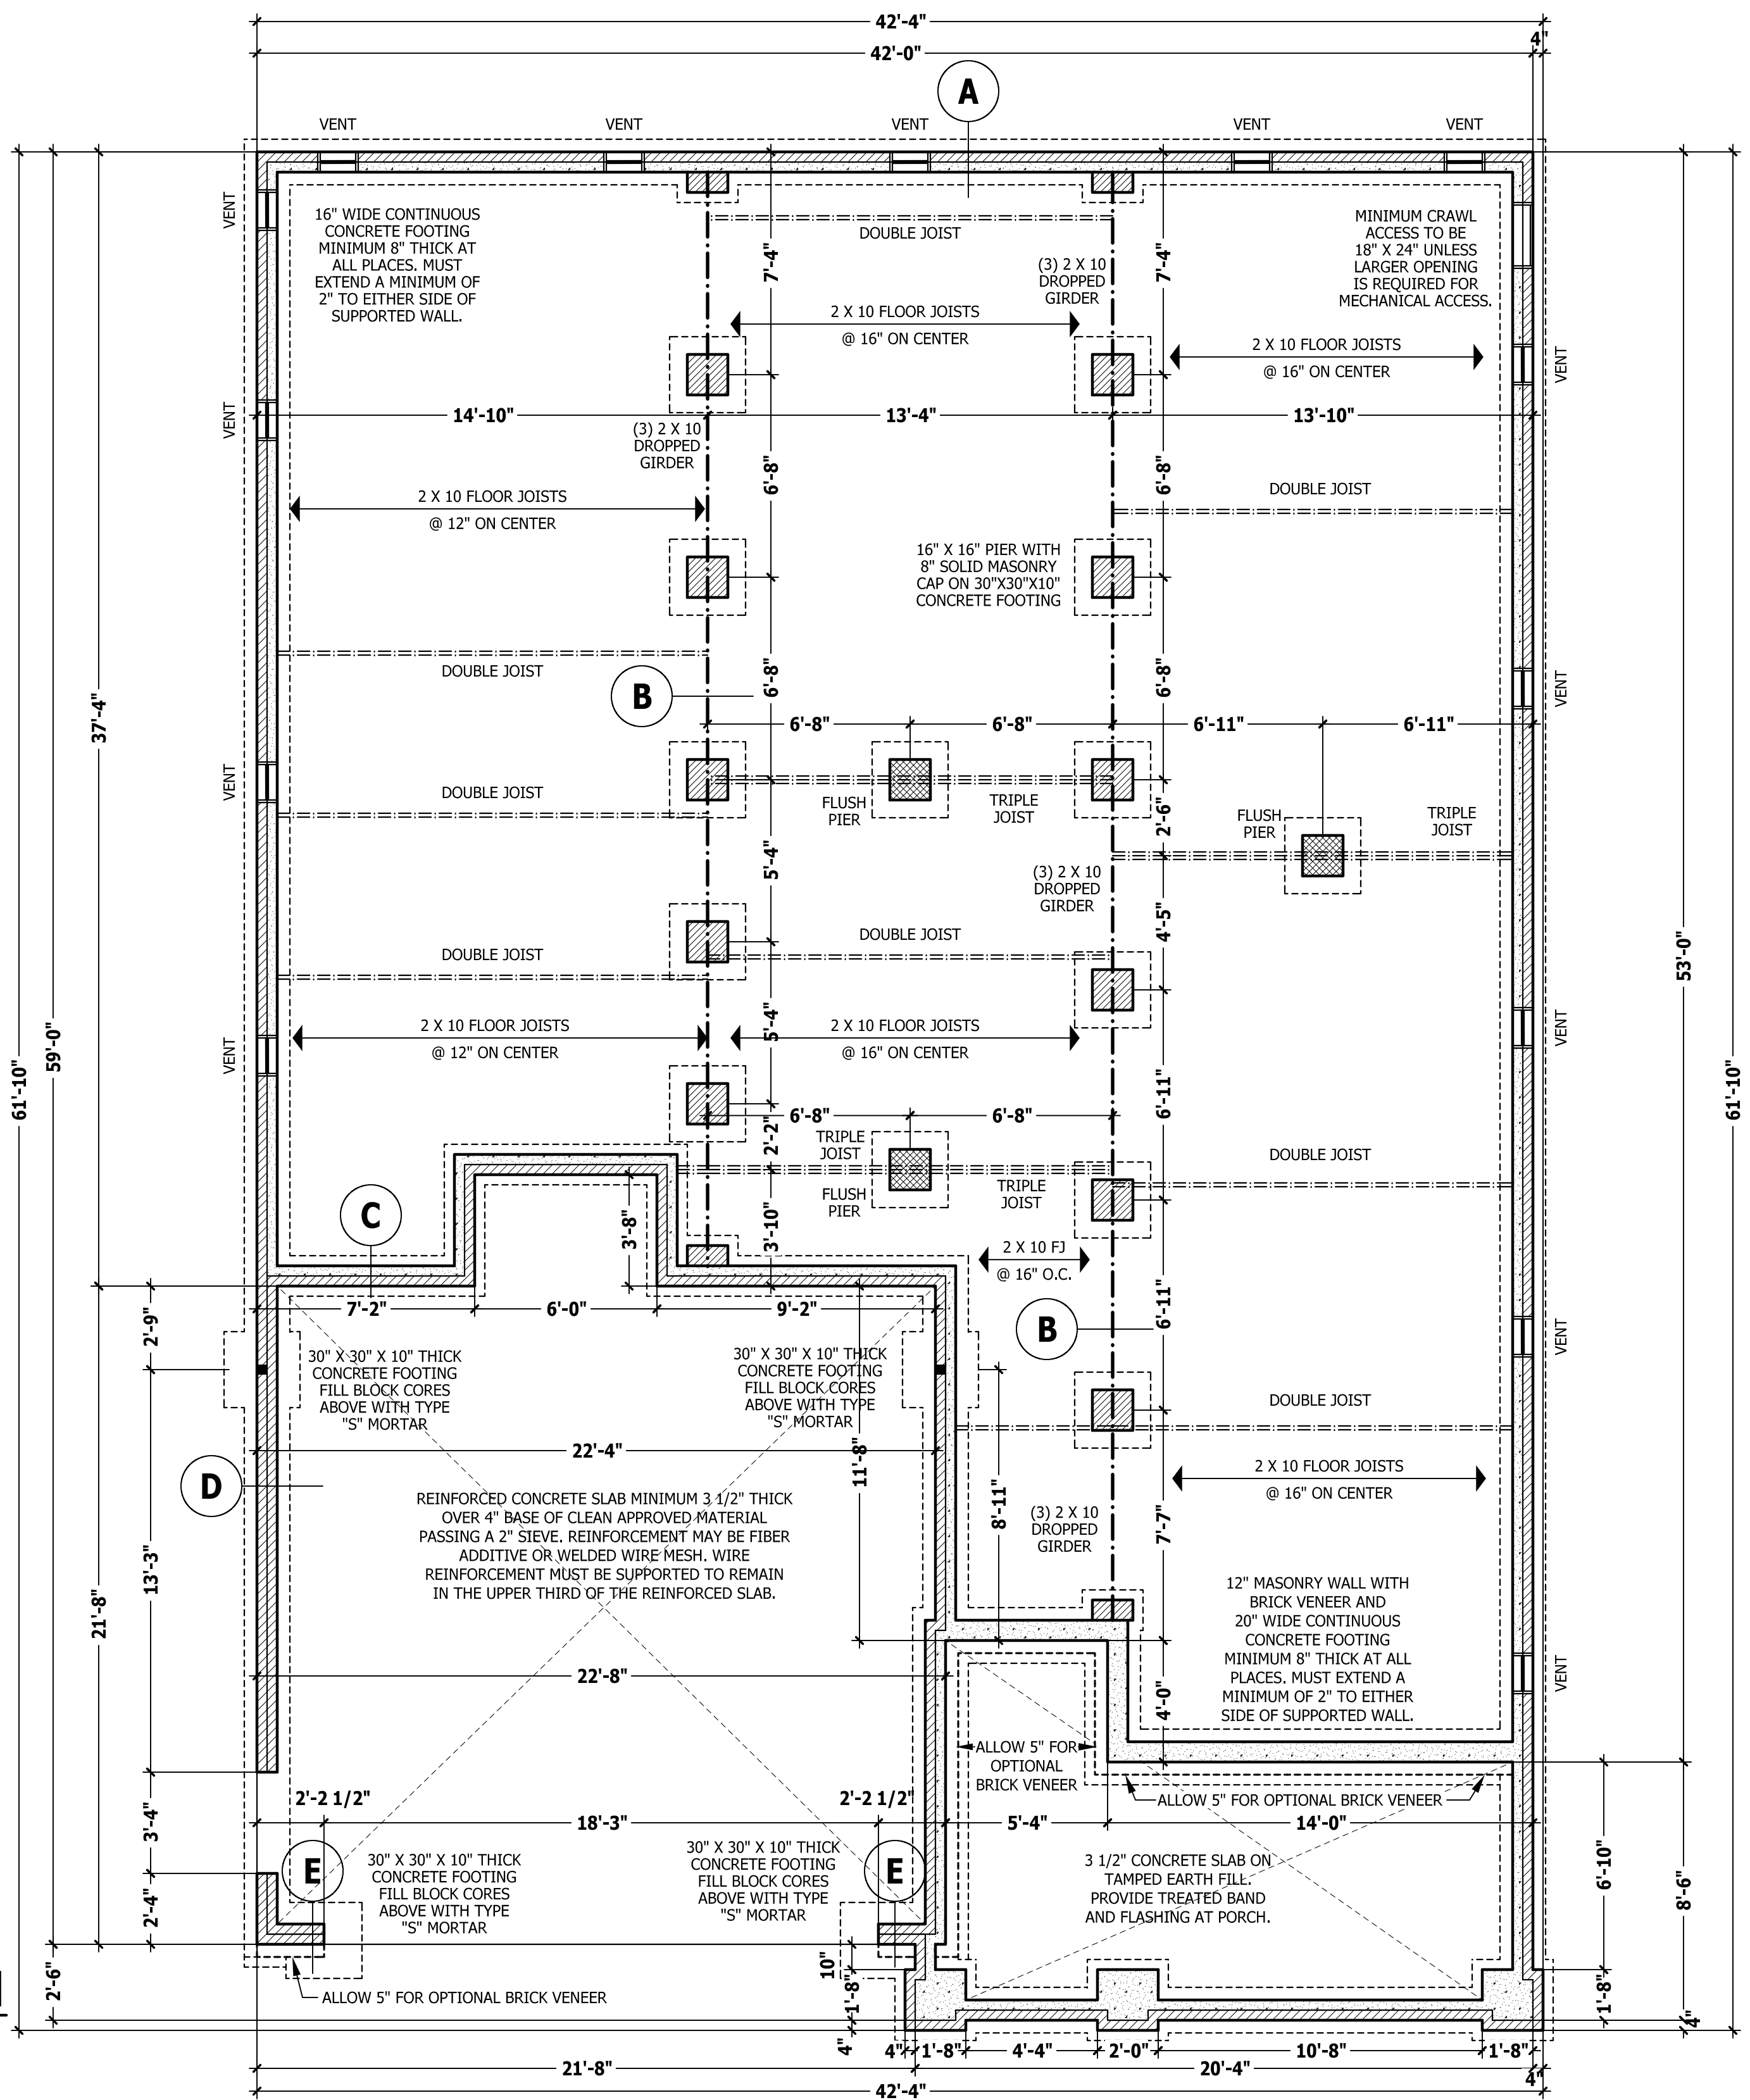 42'-4"
4"
42'-0"
A
VENT
VENT
VENT
VENT
VENT
VENT
16" WIDE CONTINUOUS
CONCRETE FOOTING
MINIMUM 8" THICK AT
ALL PLACES. MUST
EXTEND A MINIMUM OF
2" TO EITHER SIDE OF
SUPPORTED WALL.
DOUBLE JOIST
7'-4"
(3) 2 X 10
DROPPED
GIRDER
7'-4"
MINIMUM CRAWL
ACCESS TO BE
18" X 24" UNLESS
LARGER OPENING
IS REQUIRED FOR
MECHANICAL ACCESS.
2 X 10 FLOOR JOISTS
@ 16" ON CENTER
2 X 10 FLOOR JOISTS
@ 16" ON CENTER
VENT
VENT
14'-10"
13'-4"
13'-10"
(3) 2 X 10
DROPPED
GIRDER
6'-8"
6'-8"
DOUBLE JOIST
2 X 10 FLOOR JOISTS
@ 12" ON CENTER
16" X 16" PIER WITH
8" SOLID MASONRY
CAP ON 30"X30"X10"
CONCRETE FOOTING
DOUBLE JOIST
B
6'-8"
6'-8"
VENT
37'-4"
6'-8"
6'-8"
6'-11"
6'-11"
VENT
DOUBLE JOIST
FLUSH
PIER
TRIPLE
JOIST
2'-6"
FLUSH
PIER
TRIPLE
JOIST
5'-4"
(3) 2 X 10
DROPPED
GIRDER
4'-5"
DOUBLE JOIST
DOUBLE JOIST
53'-0"
59'-0"
61'-10"
61'-10"
VENT
2 X 10 FLOOR JOISTS
@ 12" ON CENTER
5'-4"
2 X 10 FLOOR JOISTS
@ 16" ON CENTER
VENT
6'-11"
6'-8"
6'-8"
2'-2"
TRIPLE
JOIST
DOUBLE JOIST
FLUSH
PIER
TRIPLE
JOIST
C
3'-8"
3'-10"
2 X 10 FJ
@ 16" O.C.
6'-11"
7'-2"
6'-0"
9'-2"
2'-9"
B
VENT
30" X 30" X 10" THICK
CONCRETE FOOTING
FILL BLOCK CORES
ABOVE WITH TYPE
"S" MORTAR
30" X 30" X 10" THICK
CONCRETE FOOTING
FILL BLOCK CORES
ABOVE WITH TYPE
"S" MORTAR
DOUBLE JOIST
22'-4"
11'-8"
2 X 10 FLOOR JOISTS
@ 16" ON CENTER
D
REINFORCED CONCRETE SLAB MINIMUM 3 1/2" THICK
OVER 4" BASE OF CLEAN APPROVED MATERIAL
PASSING A 2" SIEVE. REINFORCEMENT MAY BE FIBER
ADDITIVE OR WELDED WIRE MESH. WIRE
REINFORCEMENT MUST BE SUPPORTED TO REMAIN
IN THE UPPER THIRD OF THE REINFORCED SLAB.
8'-11"
(3) 2 X 10
DROPPED
GIRDER
7'-7"
13'-3"
21'-8"
12" MASONRY WALL WITH
BRICK VENEER AND
20" WIDE CONTINUOUS
CONCRETE FOOTING
MINIMUM 8" THICK AT ALL
PLACES. MUST EXTEND A
MINIMUM OF 2" TO EITHER
SIDE OF SUPPORTED WALL.
VENT
22'-8"
4'-0"
ALLOW 5" FOR
OPTIONAL
BRICK VENEER
ALLOW 5" FOR OPTIONAL BRICK VENEER
2'-2 1/2"
2'-2 1/2"
3'-4"
18'-3"
5'-4"
14'-0"
E
30" X 30" X 10" THICK
CONCRETE FOOTING
FILL BLOCK CORES
ABOVE WITH TYPE
"S" MORTAR
30" X 30" X 10" THICK
CONCRETE FOOTING
FILL BLOCK CORES
ABOVE WITH TYPE
"S" MORTAR
E
3 1/2" CONCRETE SLAB ON
TAMPED EARTH FILL.
PROVIDE TREATED BAND
AND FLASHING AT PORCH.
6'-10"
8'-6"
2'-4"
10"
2'-6"
ALLOW 5" FOR OPTIONAL BRICK VENEER
1'-8"
1'-8"
4"
4"
4"
1'-8"
4'-4"
2'-0"
10'-8"
1'-8"
21'-8"
20'-4"
4"
42'-4"